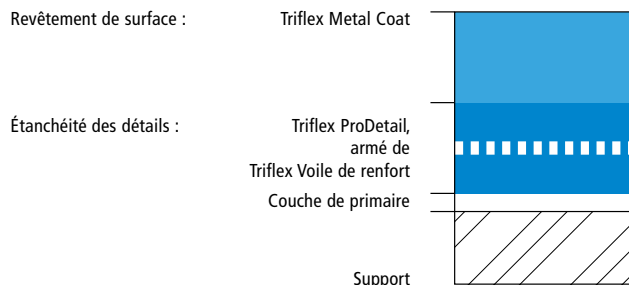 Revêtement de surface : Triflex Metal Coat
Étanchéité des détails : Triflex ProDetail,
armé de
Triflex Voile de renfort
Couche de primaire
Support